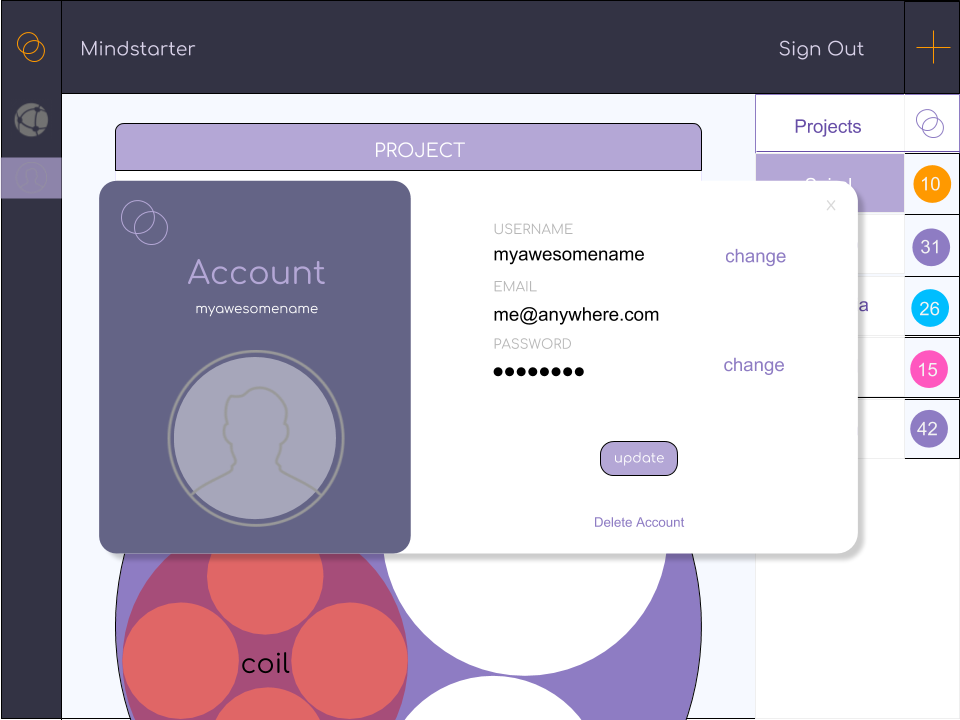 Mindstarter
Sign Out
Projects
PROJECT
10
x
USERNAME
myawesomename
change
31
EMAIL
Account
myawesomename
me@anywhere.com
a
26
PASSWORD
change
15
update
42
Delete Account
coil